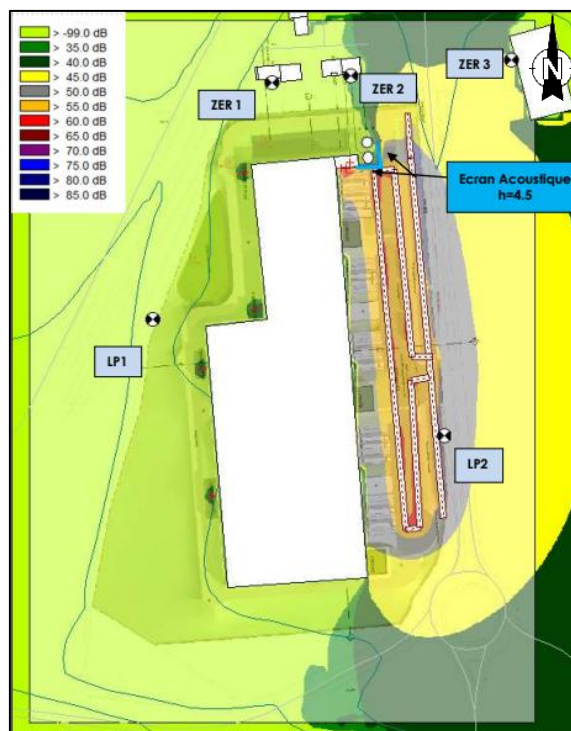 > -99.0 dB
> 35.0 dB
> 40.0 dB
> 45.0 dB
> 50.0 dB
> 55.0 dB
> 60.0 dB
> 65.0 dB
> 70.0 dB
> 75.0 dB
> 80.0 dB
> 85.0 dB
ZER 1
ZER 2
ZER 3
N
Ecran Acoustique
h=4.5
LP1
LP2